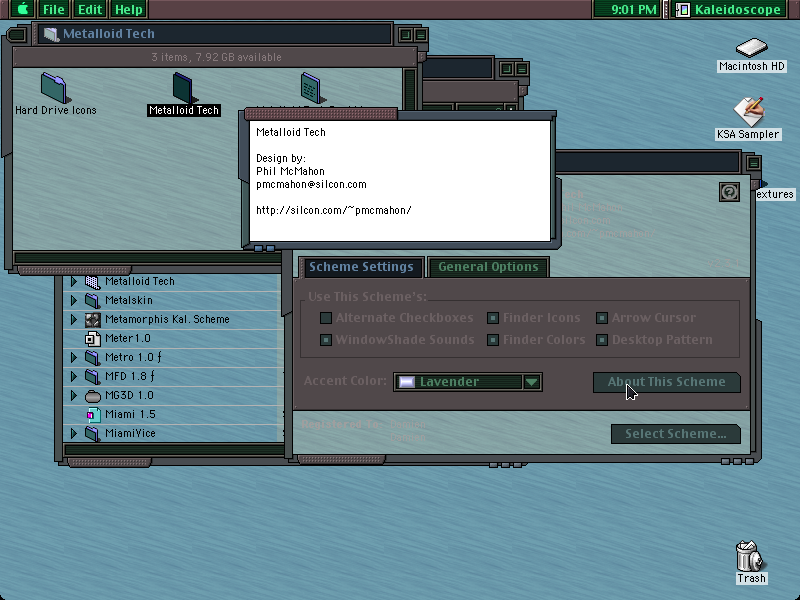 File Edit Help
9:01 PM
Kaleidoscope
Metalloid Tech
3 items, 7.92 GB available
Hard Drive Icons
Metalloid Tech
Macintosh HD
KSA Sampler
extures
Metalloid Tech
Design by:
Phil McMahon
pmcmahon@silcon.com
http://silcon.com/~pmcmahon/
Scheme Settings
General Options
Use This Scheme's:
Alternate Checkboxes
Finder Icons
Arrow Cursor
WindowShade Sounds
Finder Colors
Desktop Pattern
Accent Color:
Lavender
About This Scheme
Registered to:
Select Scheme...
Metalloid Tech
Metalskin
Metamorphis Kal. Scheme
Meter1.0
Metro 1.0 ƒ
MFD 1.8 ƒ
MG3D 1.0
Miami 1.5
MiamiVice
Trash